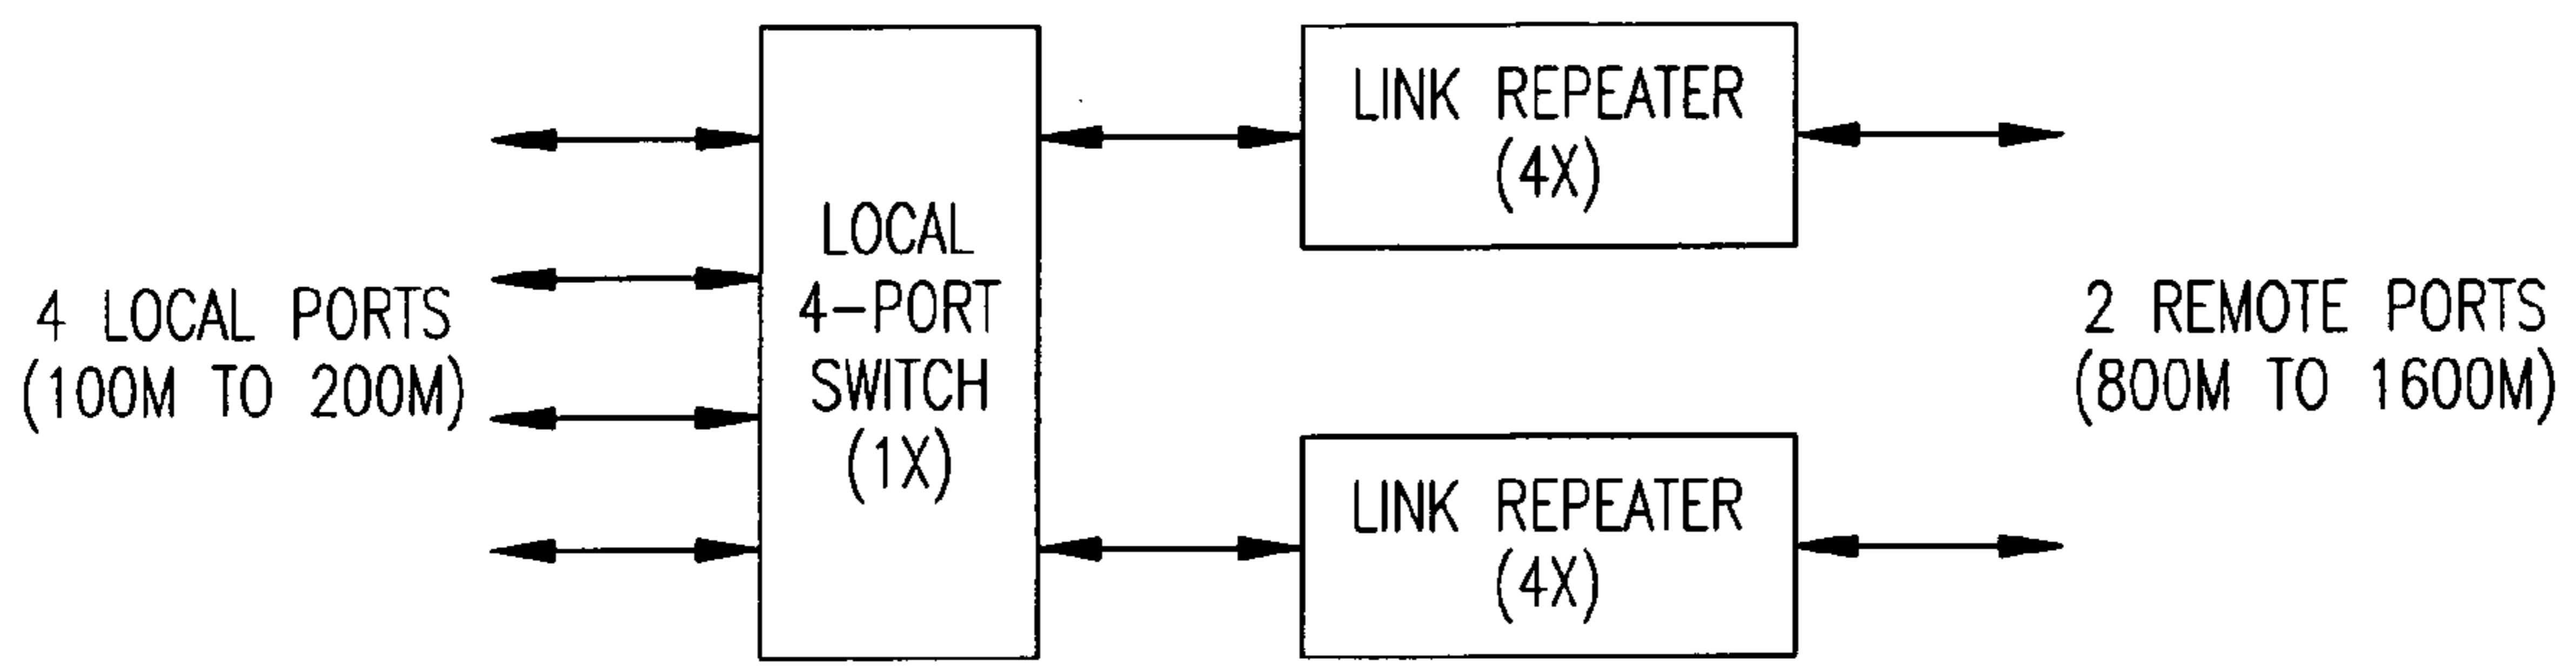 4 LOCAL PORTS
(100M TO 200M)
LOCAL
4-PORT
SWITCH
(1X)
LINK REPEATER
(4X)
LINK REPEATER
(4X)
2 REMOTE PORTS
(800M TO 1600M)